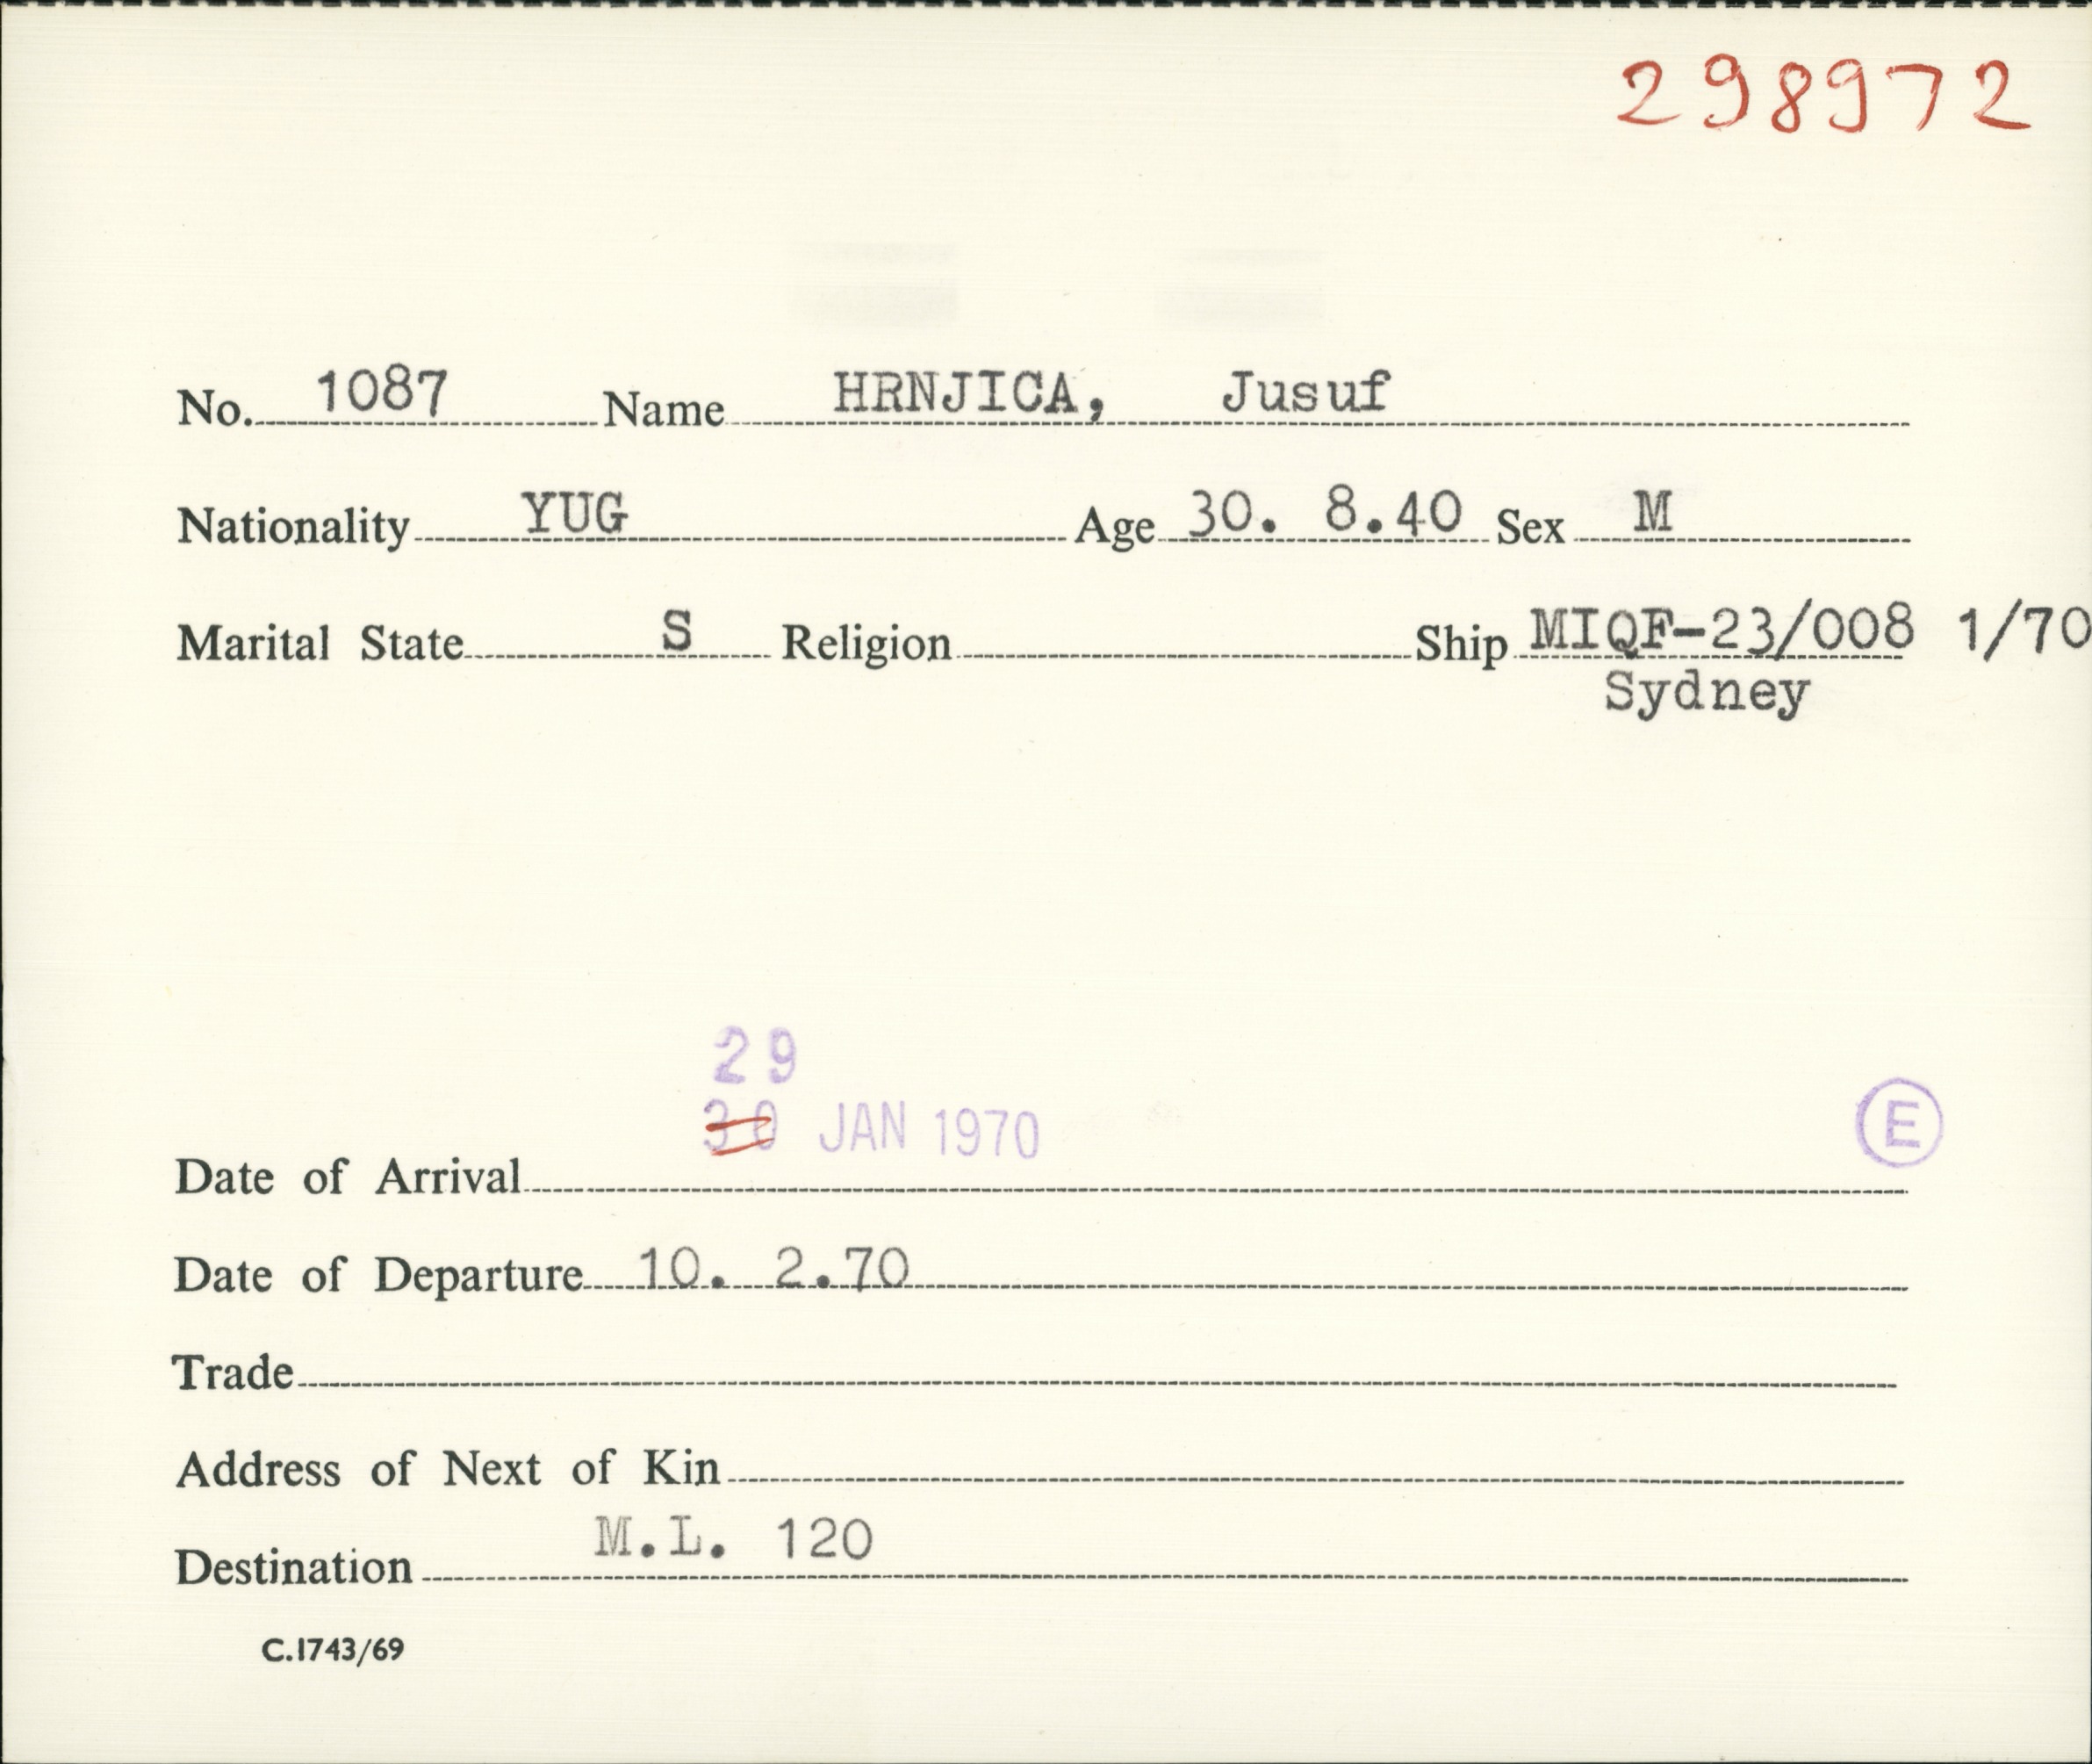 298972
No. 1087 Name HRNJICA, Jusuf
Nationality YUG Age 30. 8.40 Sex M
Marital State S Religion Ship MIQF-23/008 1/70
Sydney
29
30 JAN 1970 E
Date of Arrival
Date of Departure 10. 2.70
Trade
Address of Next of Kin
Destination M.L. 120
C.1743/69